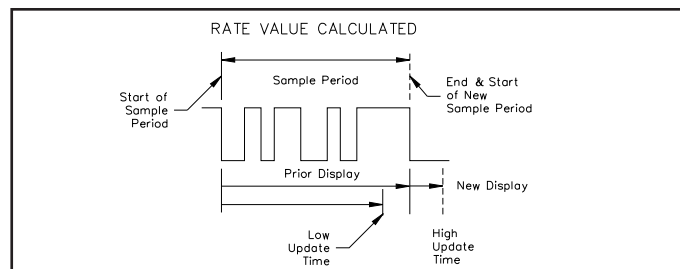 RATE VALUE CALCULATED
Sample Period
Start of
Sample
Period
End & Start
of New
Sample Period
Prior Display
New Display
Low
Update
Time
High
Update
Time